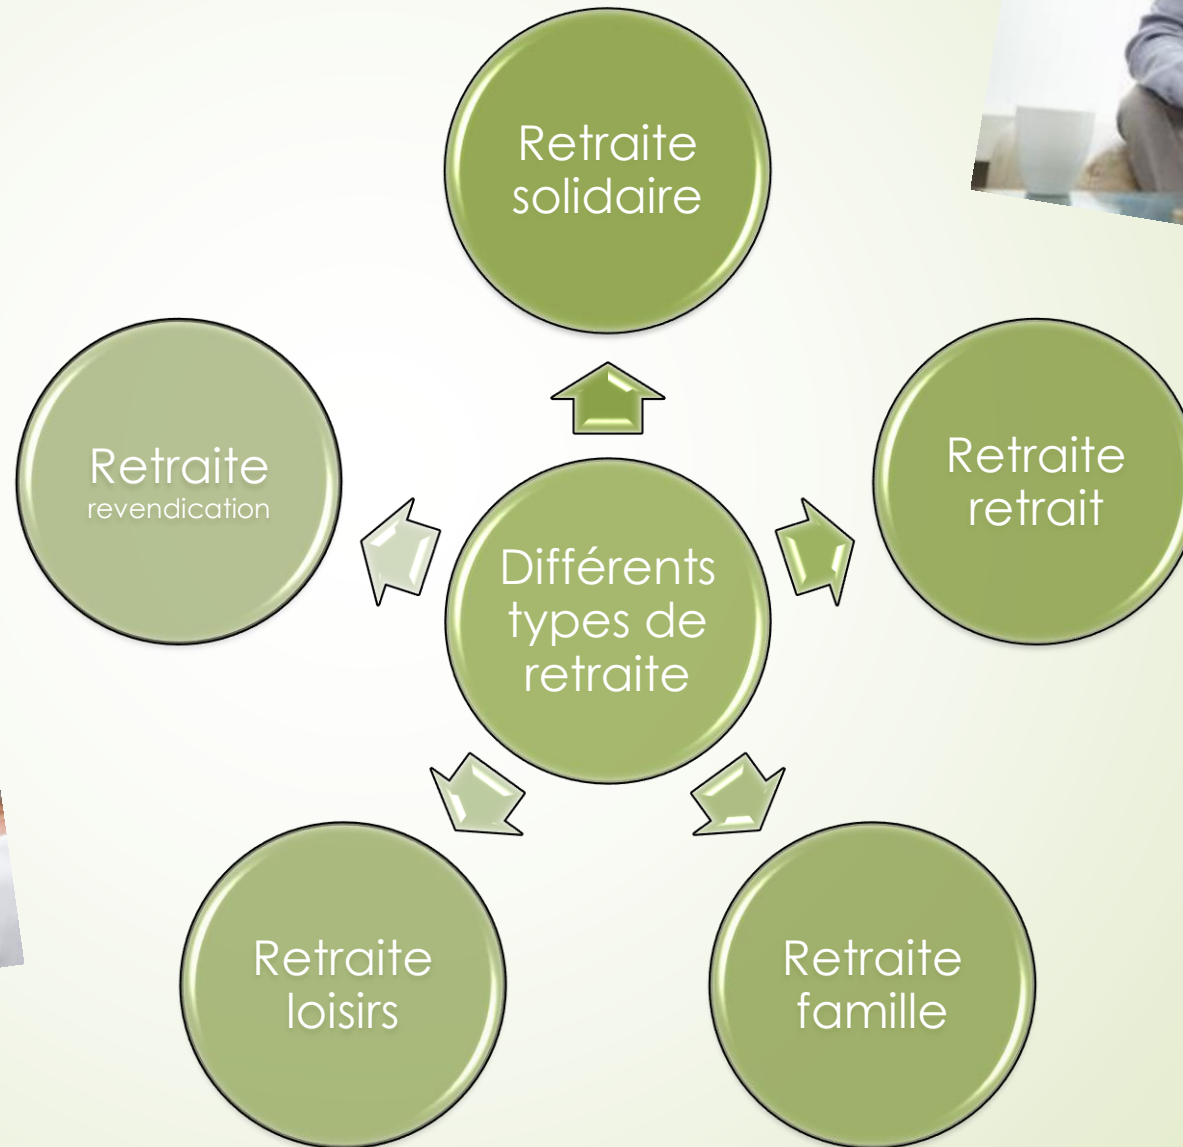 Retraite
solidaire
Retraite
retrait
Retraite
famille
Retraite
loisirs
Retraite
revendication
Différents
types de
retraite